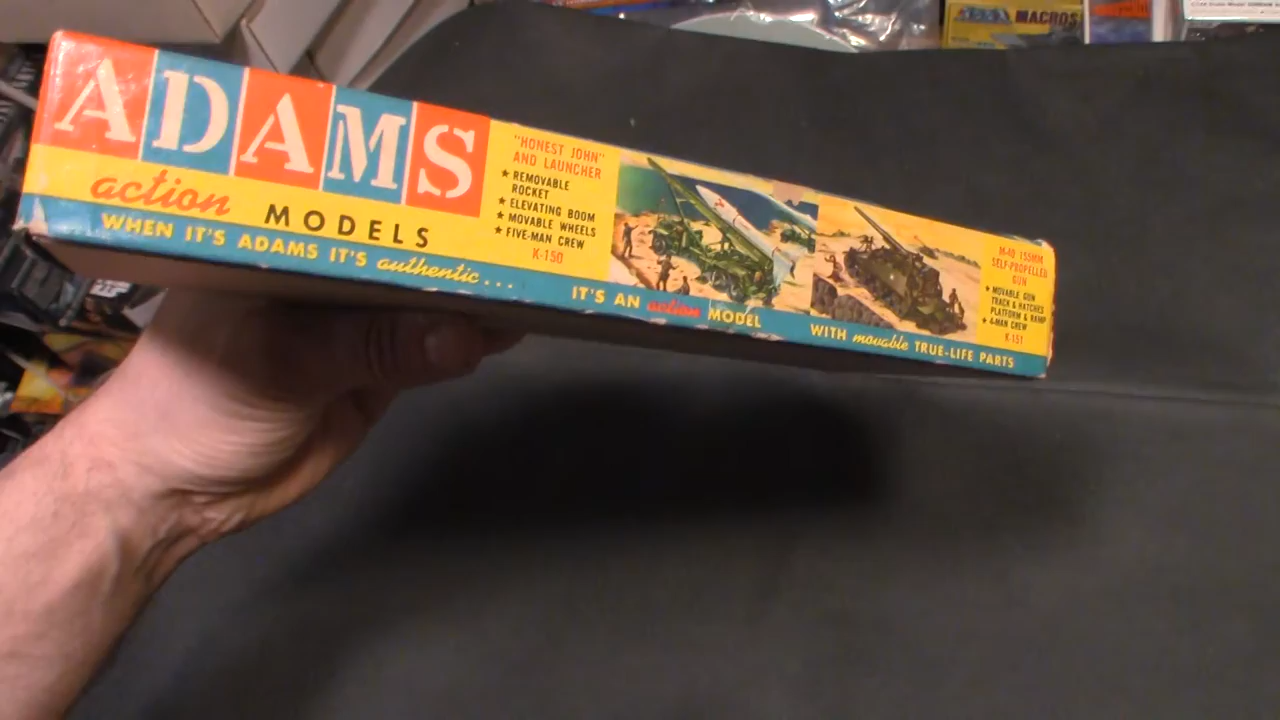 ADAMS
action MODELS
"HONEST JOHN"
AND LAUNCHER
★ REMOVABLE
ROCKET
★ ELEVATING BOOM
★ MOVABLE WHEELS
★ FIVE-MAN CREW
K-150
M-40 155MM
SELF-PROPELLED
GUN
★ MOVABLE GUN
TRACK & HATCHES
PLATFORM & RAMP
★ 4-MAN CREW
K-151
WHEN IT'S ADAMS IT'S authentic... IT'S AN action MODEL WITH movable TRUE-LIFE PARTS
MACROS